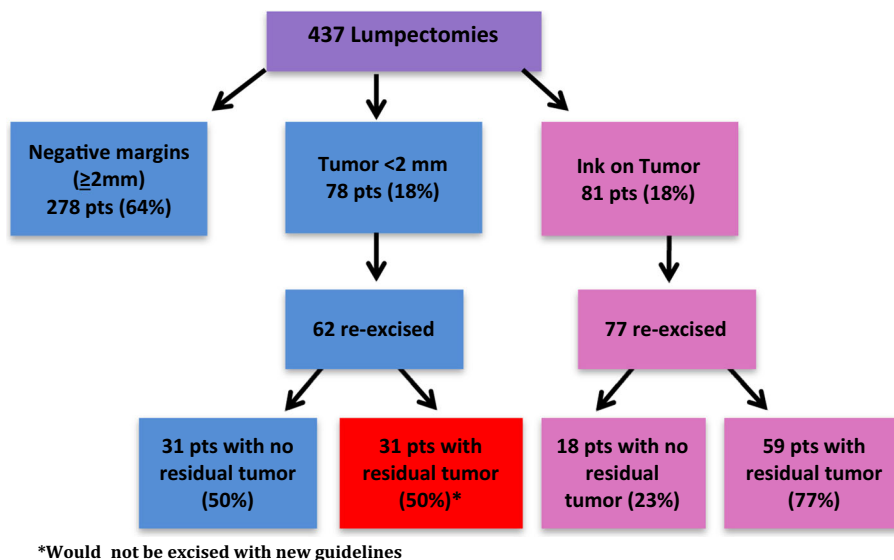 437 Lumpectomies
Negative margins
(≥2mm)
278 pts (64%)
Tumor <2 mm
78 pts (18%)
Ink on Tumor
81 pts (18%)
62 re-excised
77 re-excised
31 pts with no
residual tumor
(50%)
31 pts with
residual tumor
(50%)*
18 pts with no
residual
tumor (23%)
59 pts with
residual tumor
(77%)
*Would not be excised with new guidelines